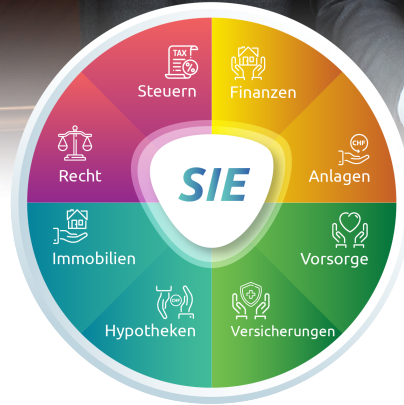 TAX
Steuern
Finanzen
Recht
CHF
Anlagen
SIE
Immobilien
Vorsorge
CHF
Hypotheken
Versicherungen